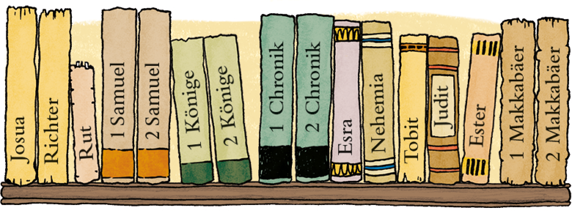 Josua
Richter
Rut
1 Samuel
2 Samuel
1 Könige
2 Könige
1 Chronik
2 Chronik
Esra
Nehemia
Tobit
Judit
Ester
1 Makkabäer
2 Makkabäer